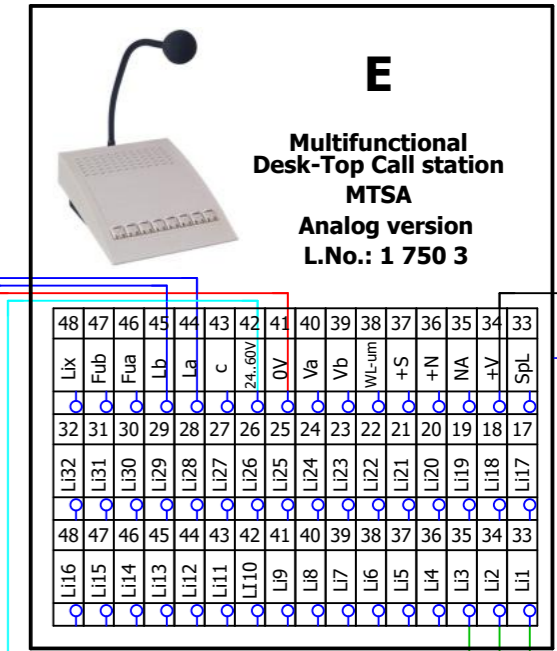 E
Multifunctional
Desk-Top Call station
MTSA
Analog version
L.No.: 1 750 3
48 47 46 45 44 43 42 41 40 39 38 37 36 35 34 33
Lix Fub Fua Lb La c 24..60V 0V Va Vb WL-um +S +N NA +V SpL
32 31 30 29 28 27 26 25 24 23 22 21 20 19 18 17
Li32 Li31 Li30 Li29 Li28 Li27 Li26 Li25 Li24 Li23 Li22 Li21 Li20 Li19 Li18 Li17
48 47 46 45 44 43 42 41 40 39 38 37 36 35 34 33
Li16 Li15 Li14 Li13 Li12 Li11 LI10 Li9 Li8 Li7 Li6 Li5 Li4 Li3 Li2 Li1